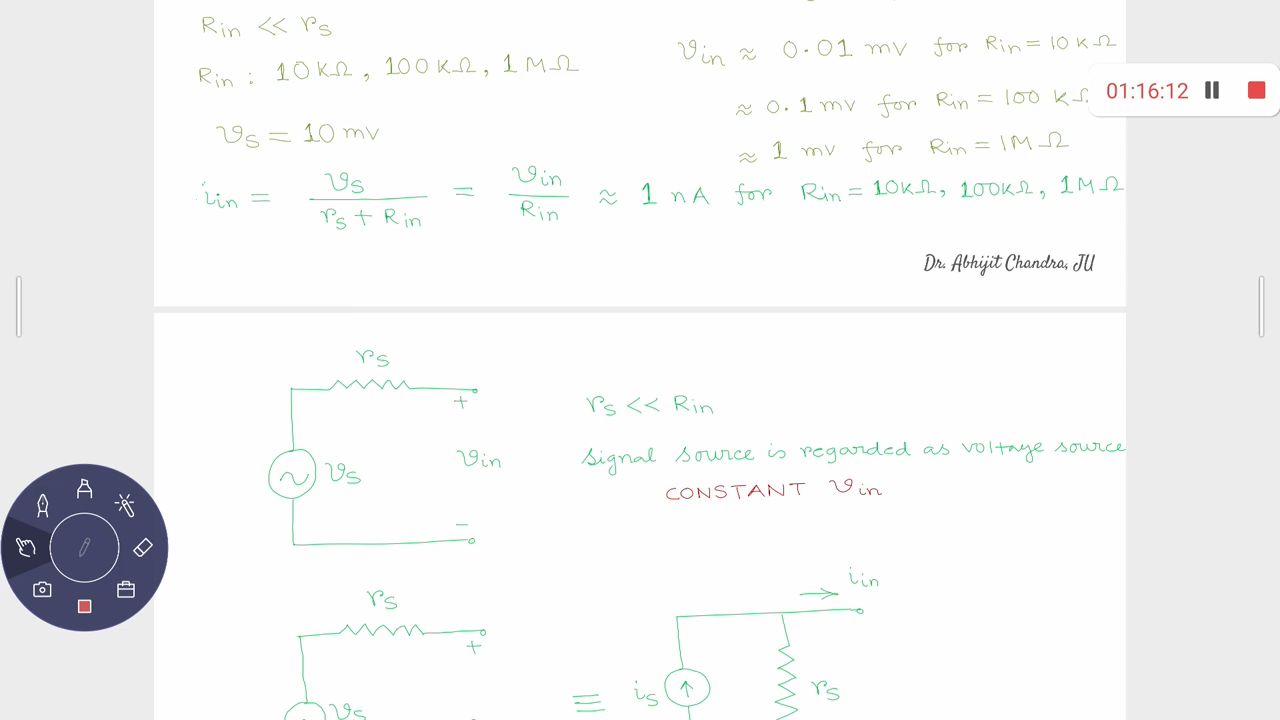 Rin << rs
Rin : 10 KΩ, 100 KΩ, 1 MΩ
vs = 10 mv
vin ≈ 0.01 mv for Rin = 10 KΩ
≈ 0.1 mv for Rin = 100 KΩ
≈ 1 mv for Rin = 1M Ω
01:16:12
iin = vs / (rs + Rin) = vin / Rin ≈ 1 nA for Rin = 10KΩ, 100KΩ, 1MΩ
Dr. Abhijit Chandra, JU
rs
+
vs
vin
−
rs << Rin
signal source is regarded as voltage source
CONSTANT vin
rs
+
vs
≡
iin
is
rs